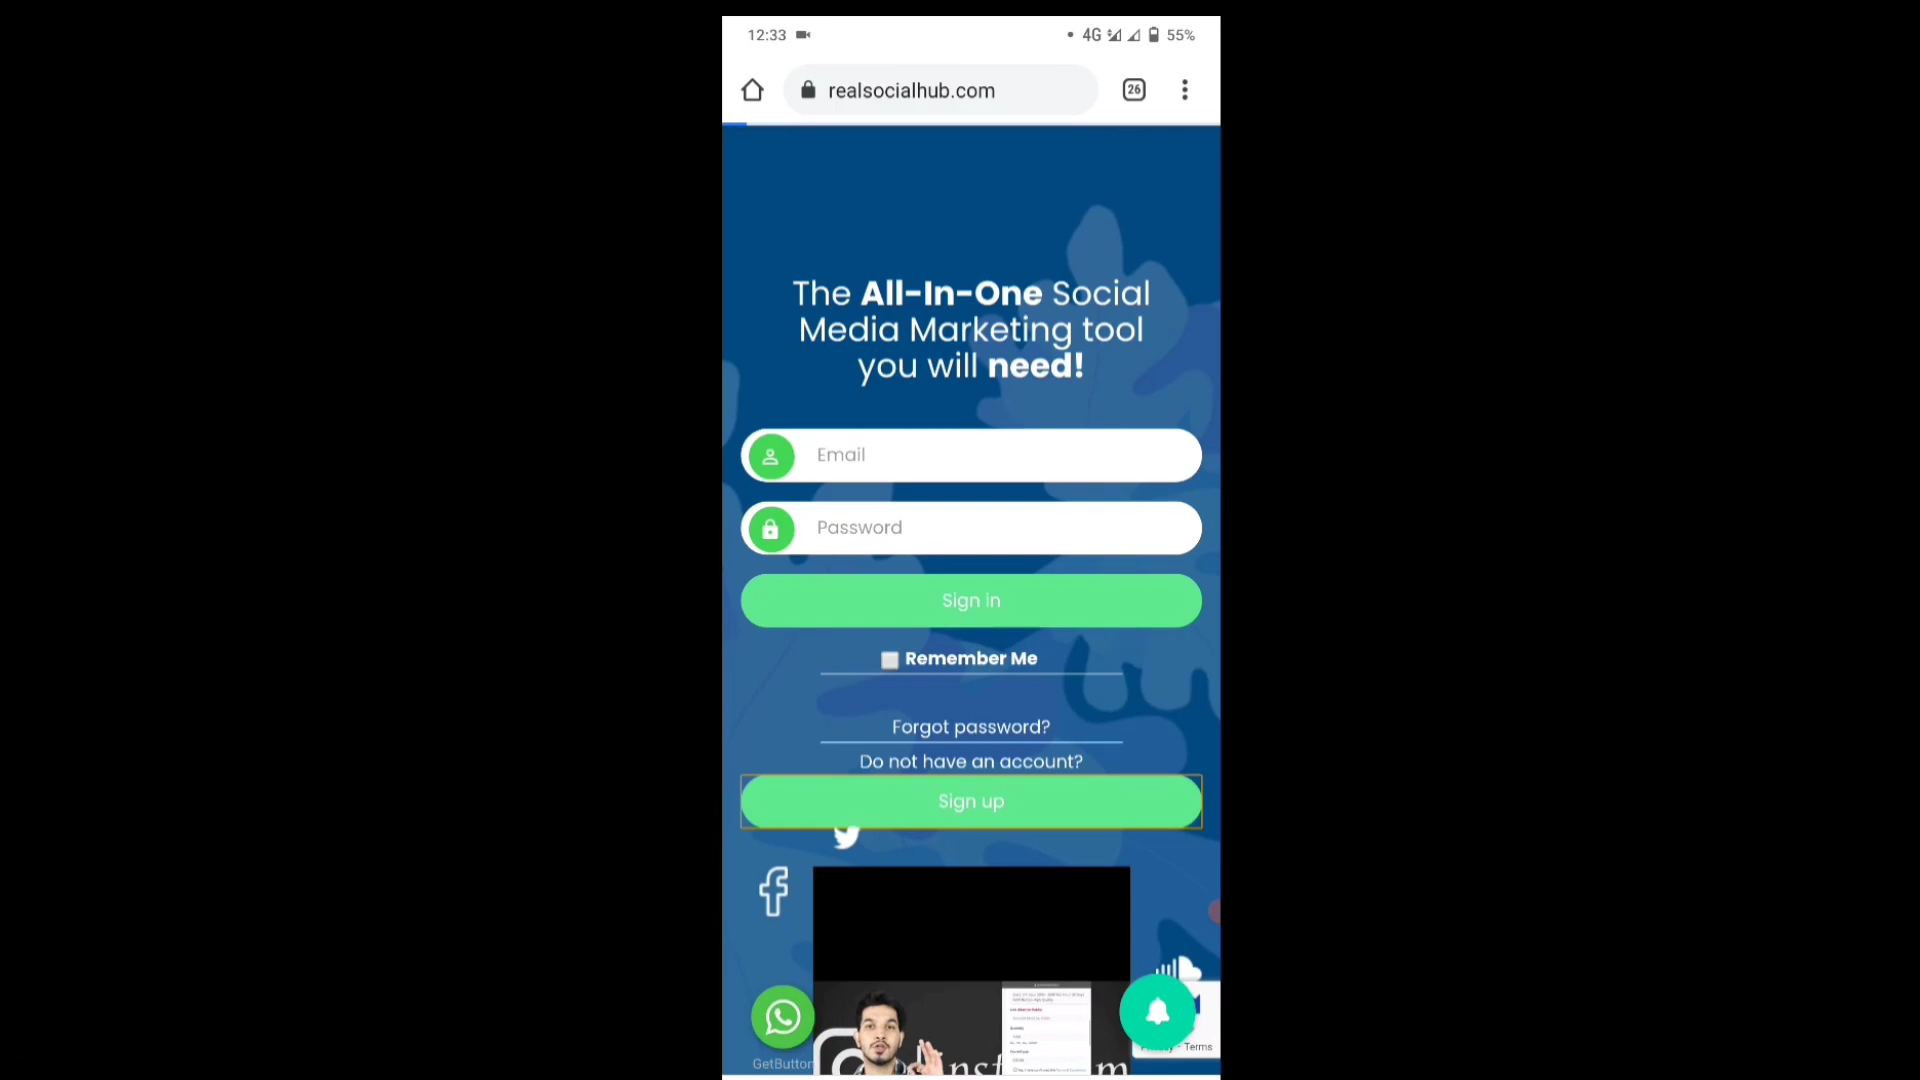 12:33
4G
55%
realsocialhub.com
26
The All-In-One Social
Media Marketing tool
you will need!
Email
Password
Sign in
Remember Me
Forgot password?
Do not have an account?
Sign up
GetButton
- Terms